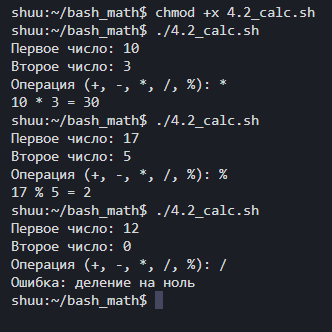 shuu:~/bash_math$ chmod +x 4.2_calc.sh
shuu:~/bash_math$ ./4.2_calc.sh
Первое число: 10
Второе число: 3
Операция (+, -, *, /, %): *
10 * 3 = 30
shuu:~/bash_math$ ./4.2_calc.sh
Первое число: 17
Второе число: 5
Операция (+, -, *, /, %): %
17 % 5 = 2
shuu:~/bash_math$ ./4.2_calc.sh
Первое число: 12
Второе число: 0
Операция (+, -, *, /, %): /
Ошибка: деление на ноль
shuu:~/bash_math$